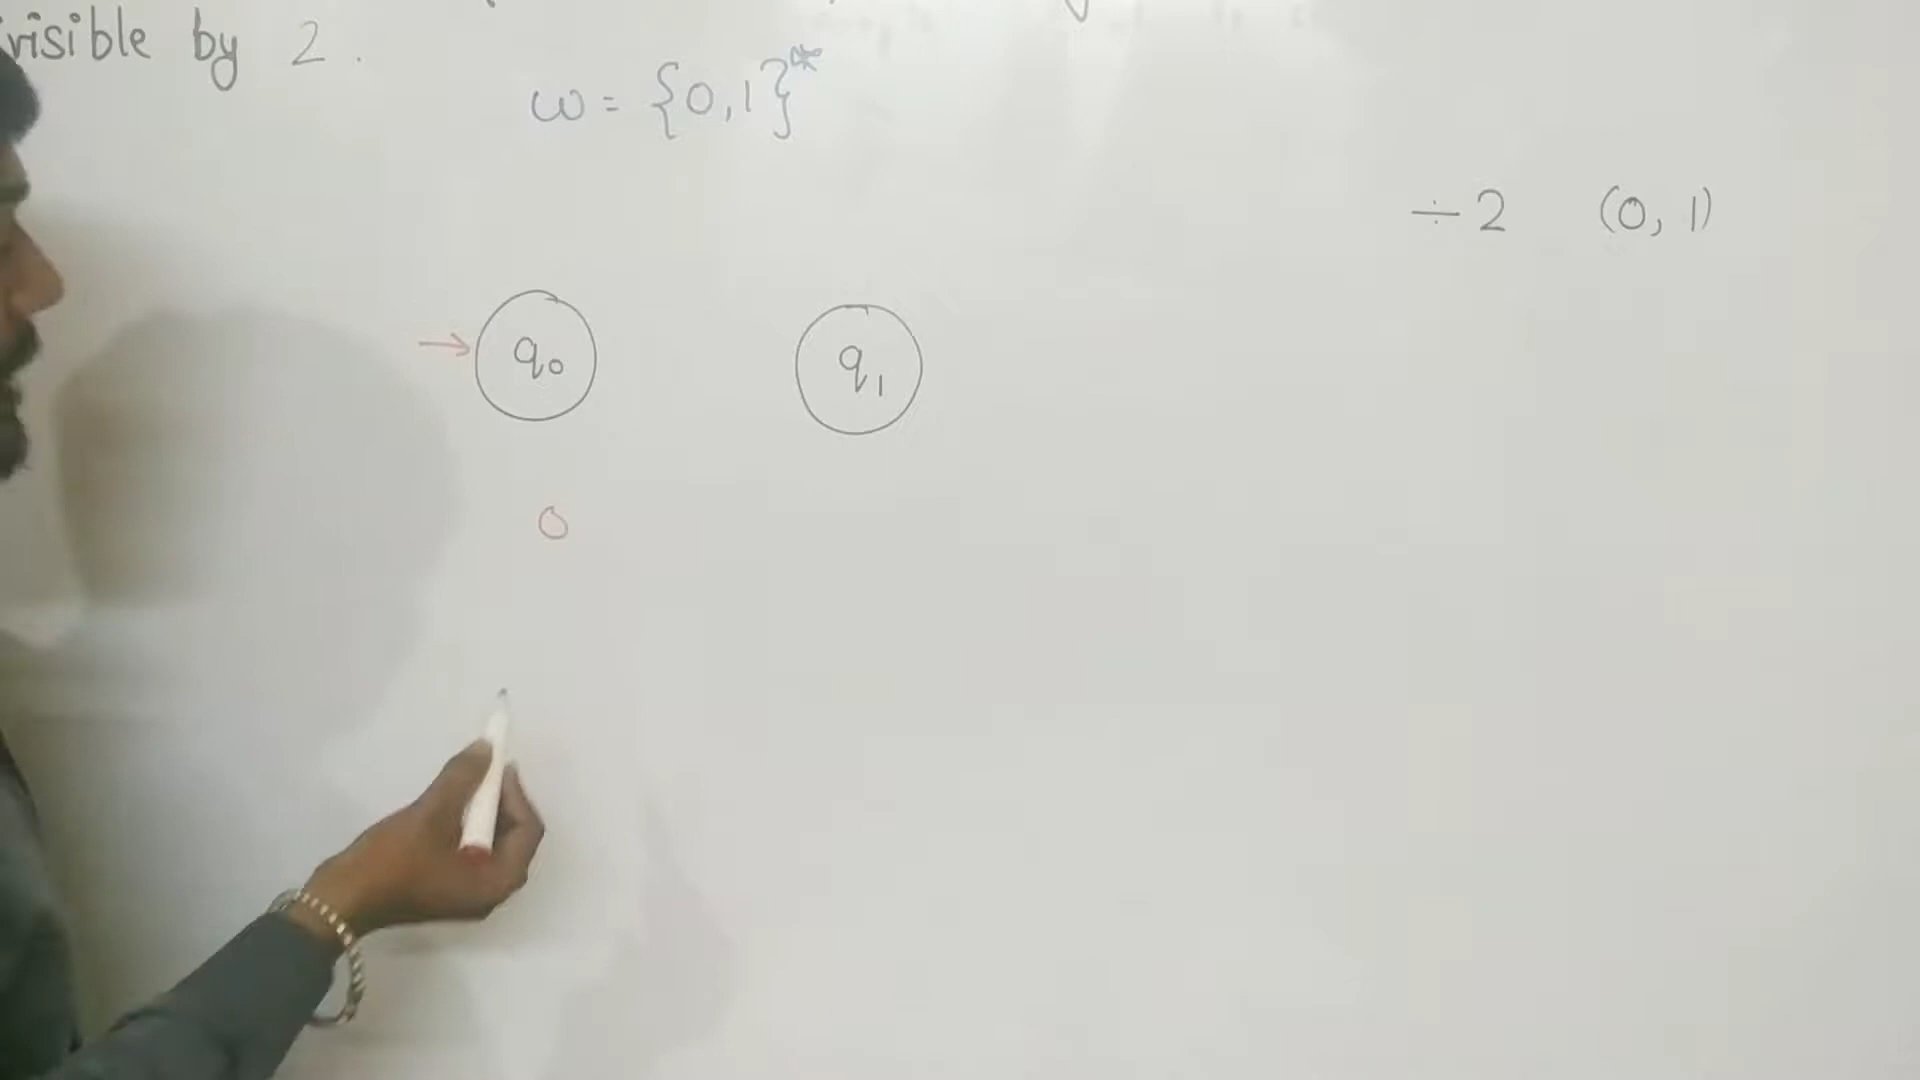 visible by 2.
ω = {0,1}*
÷2 (0, 1)
→ q₀ q₁
0